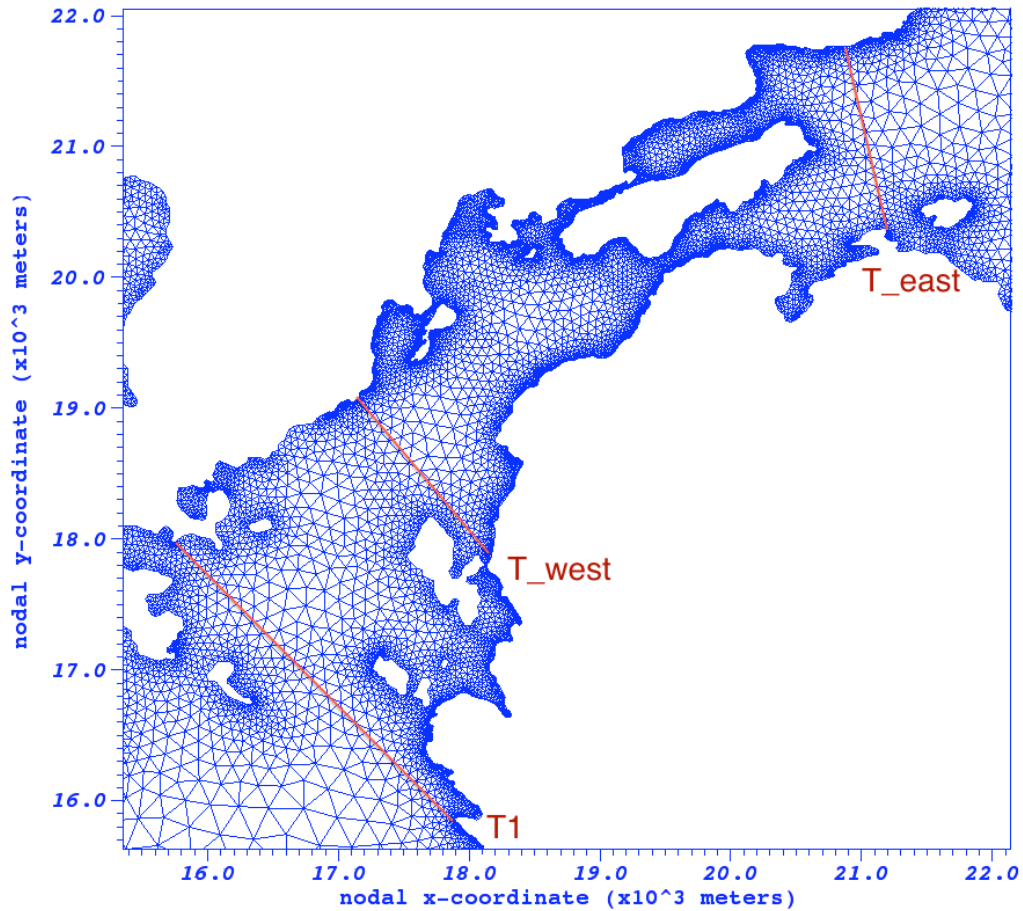 22.0
21.0
20.0
19.0
18.0
17.0
16.0
nodal y-coordinate (x10^3 meters)
T_east
T_west
T1
16.0 17.0 18.0 19.0 20.0 21.0 22.0
nodal x-coordinate (x10^3 meters)